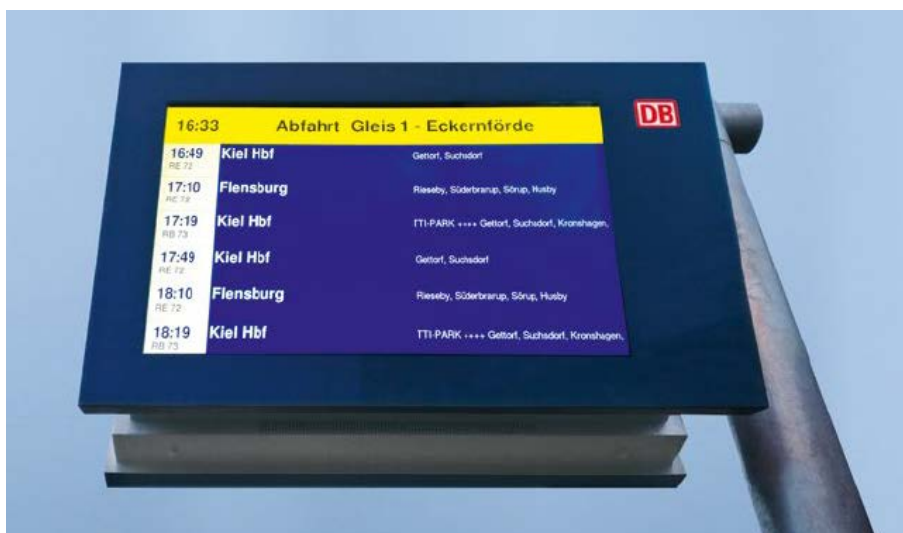 DB
16:33 Abfahrt Gleis 1 - Eckernförde
16:49 Kiel Hbf Gettorf, Suchsdorf
RE 72
17:10 Flensburg Rieseby, Süderbrarup, Sörup, Husby
RE 72
17:19 Kiel Hbf TTI-PARK ++++ Gettorf, Suchsdorf, Kronshagen,
RB 73
17:49 Kiel Hbf Gettorf, Suchsdorf
RE 72
18:10 Flensburg Rieseby, Süderbrarup, Sörup, Husby
RE 72
18:19 Kiel Hbf TTI-PARK ++++ Gettorf, Suchsdorf, Kronshagen,
RB 73